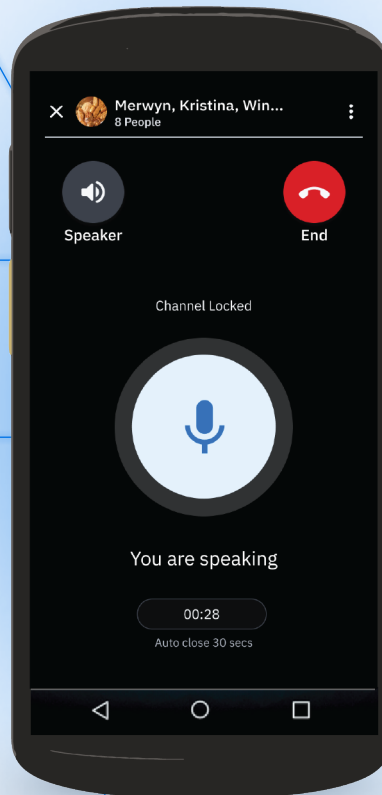 Merwyn, Kristina, Win...
8 People
Speaker
End
Channel Locked
You are speaking
00:28
Auto close 30 secs